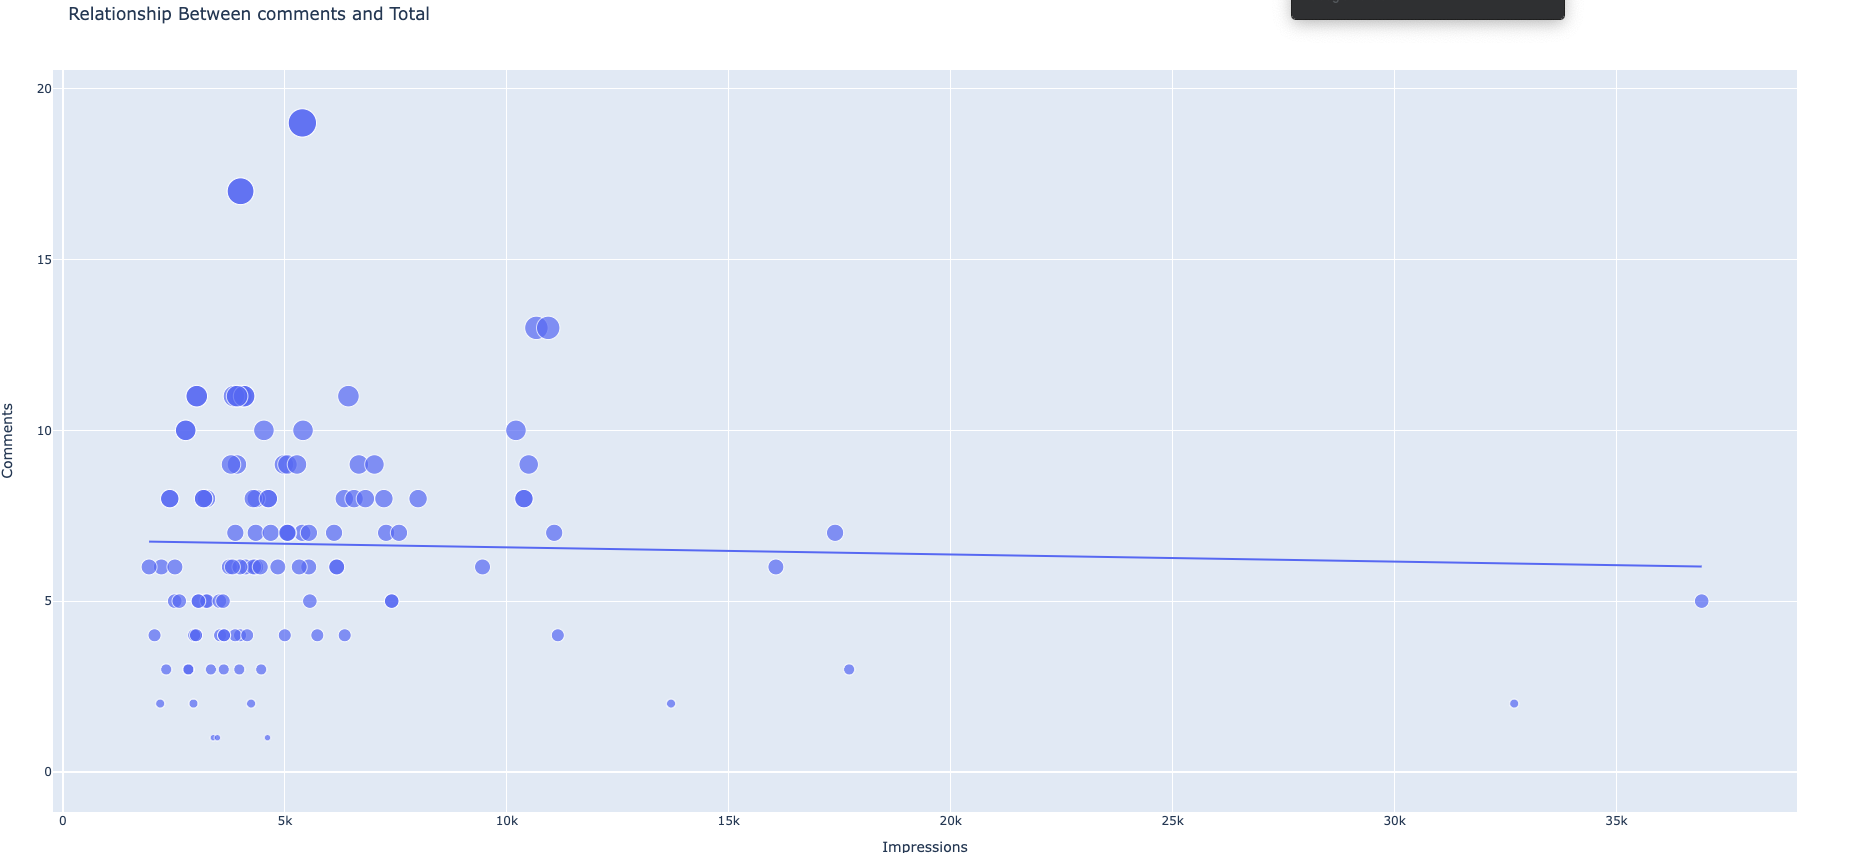 Relationship Between comments and Total
20
15
10
5
0
Comments
0 5k 10k 15k 20k 25k 30k 35k
Impressions